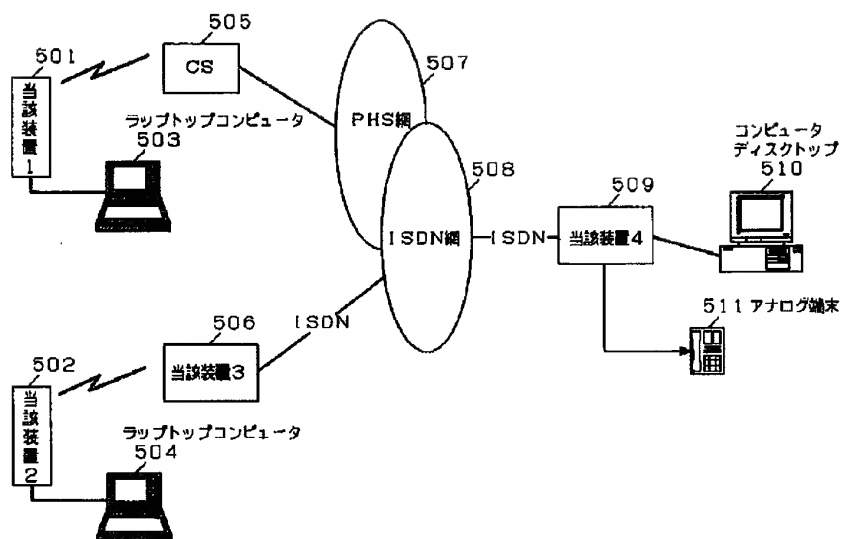 505
501
CS
507
当該装置1
ラップトップコンピュータ
503
PHS網
コンピュータ
ディスクトップ
510
508
509
ISDN網
ISDN
当該装置4
506
ISDN
511 アナログ端末
502
当該装置3
当該装置2
ラップトップコンピュータ
504